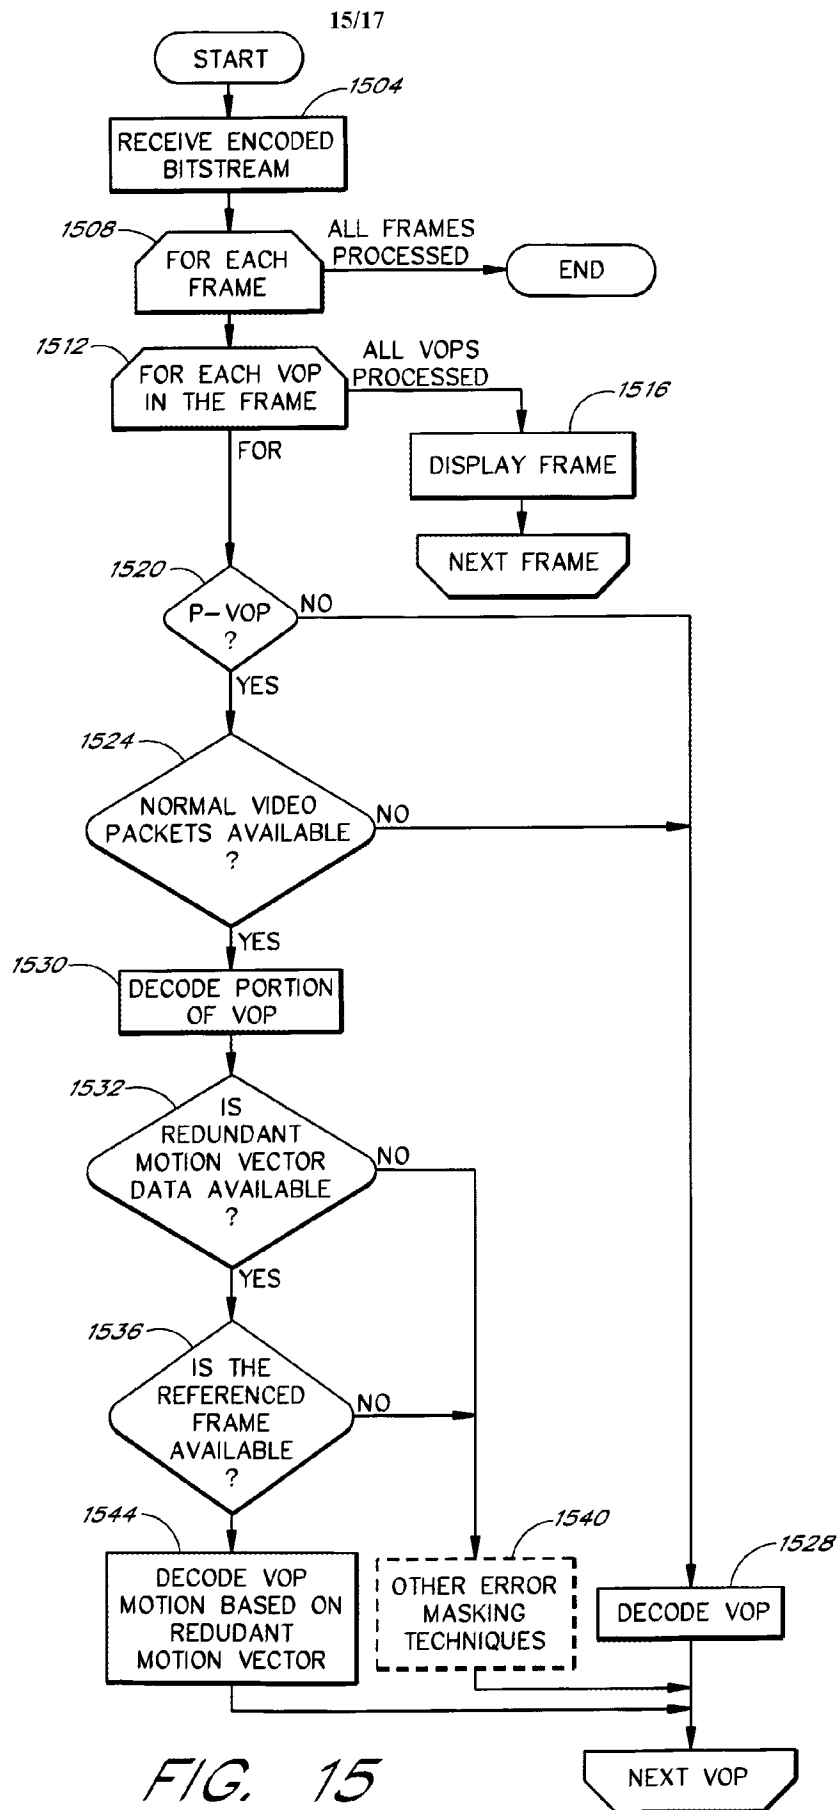 15/17
START
1504
RECEIVE ENCODED
BITSTREAM
1508
FOR EACH
FRAME
ALL FRAMES
PROCESSED
END
1512
FOR EACH VOP
IN THE FRAME
ALL VOPS
PROCESSED
1516
DISPLAY FRAME
NEXT FRAME
FOR
1520
P-VOP
?
NO
YES
1524
NORMAL VIDEO
PACKETS AVAILABLE
?
NO
YES
1530
DECODE PORTION
OF VOP
1532
IS
REDUNDANT
MOTION VECTOR
DATA AVAILABLE
?
NO
YES
1536
IS THE
REFERENCED
FRAME
AVAILABLE
?
NO
1544
DECODE VOP
MOTION BASED ON
REDUDANT
MOTION VECTOR
1540
OTHER ERROR
MASKING
TECHNIQUES
1528
DECODE VOP
NEXT VOP
FIG. 15